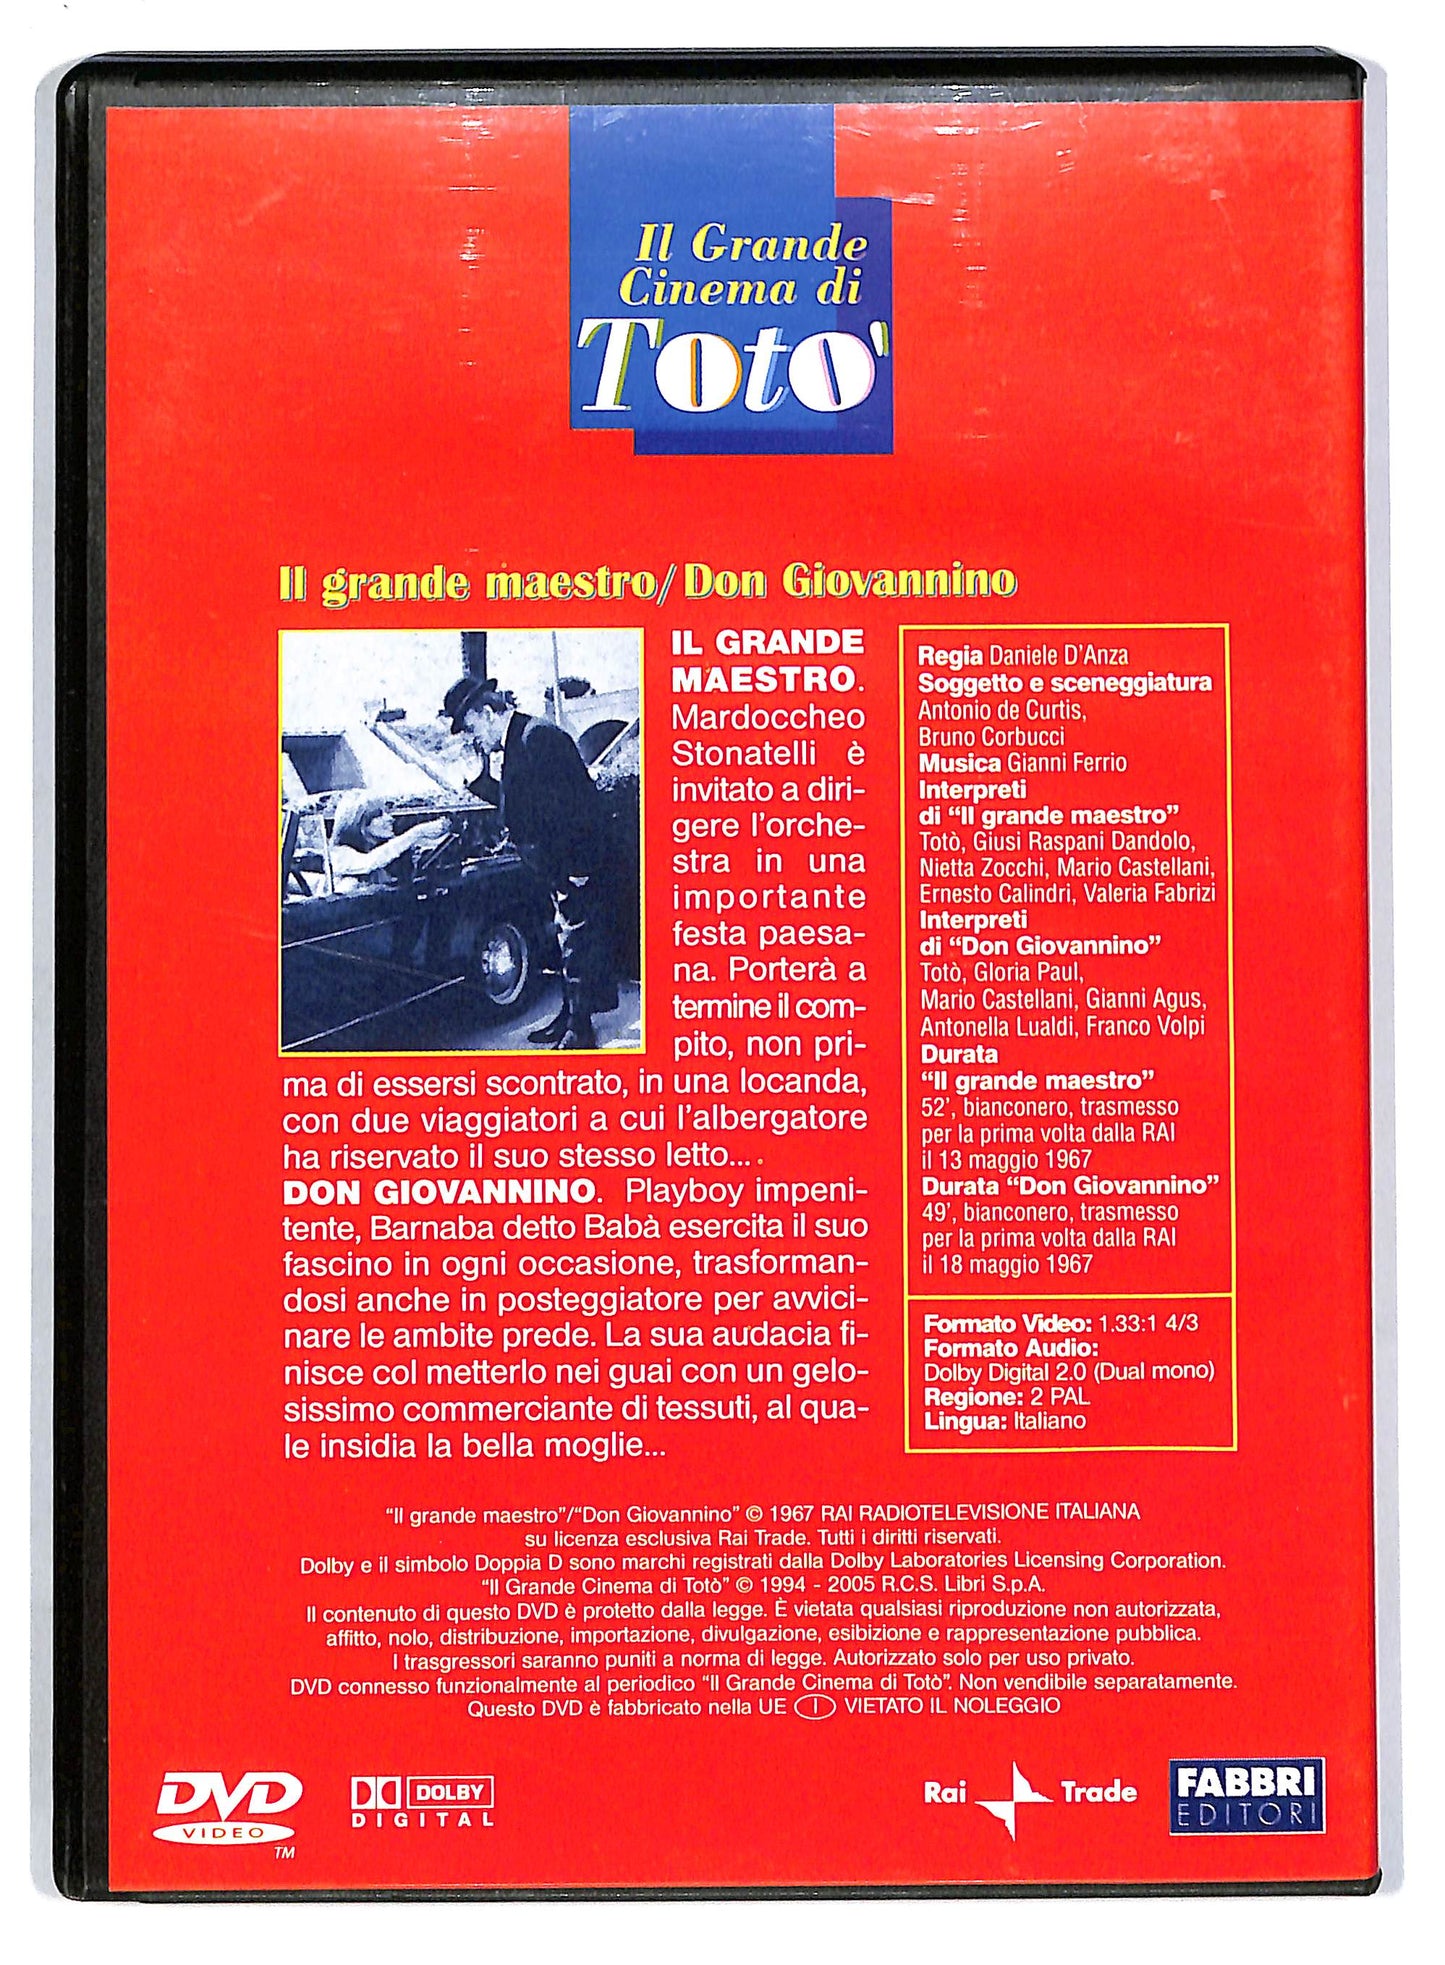 Il Grande
Cinema di
Totò
Il grande maestro/Don Giovannino
IL GRANDE
MAESTRO.
Mardoccheo
Stonatelli è
invitato a diri-
gere l'orche-
stra in una
importante
festa paesa-
na. Porterà a
termine il com-
pito, non pri-
ma di essersi scontrato, in una locanda,
con due viaggiatori a cui l'albergatore
ha riservato il suo stesso letto... .
DON GIOVANNINO. Playboy impeni-
tente, Barnaba detto Babà esercita il suo
fascino in ogni occasione, trasforman-
dosi anche in posteggiatore per avvici-
nare le ambite prede. La sua audacia fi-
nisce col metterlo nei guai con un gelo-
sissimo commerciante di tessuti, al qua-
le insidia la bella moglie...
Regia Daniele D'Anza
Soggetto e sceneggiatura
Antonio de Curtis,
Bruno Corbucci
Musica Gianni Ferrio
Interpreti
di “Il grande maestro”
Totò, Giusi Raspani Dandolo,
Nietta Zocchi, Mario Castellani,
Ernesto Calindri, Valeria Fabrizi
Interpreti
di “Don Giovannino”
Totò, Gloria Paul,
Mario Castellani, Gianni Agus,
Antonella Lualdi, Franco Volpi
Durata
“Il grande maestro”
52', bianconero, trasmesso
per la prima volta dalla RAI
il 13 maggio 1967
Durata “Don Giovannino”
49', bianconero, trasmesso
per la prima volta dalla RAI
il 18 maggio 1967
Formato Video: 1.33:1 4/3
Formato Audio:
Dolby Digital 2.0 (Dual mono)
Regione: 2 PAL
Lingua: Italiano
“Il grande maestro”/“Don Giovannino” © 1967 RAI RADIOTELEVISIONE ITALIANA
su licenza esclusiva Rai Trade. Tutti i diritti riservati.
Dolby e il simbolo Doppia D sono marchi registrati dalla Dolby Laboratories Licensing Corporation.
“Il Grande Cinema di Totò” © 1994 - 2005 R.C.S. Libri S.p.A.
Il contenuto di questo DVD è protetto dalla legge. È vietata qualsiasi riproduzione non autorizzata,
affitto, nolo, distribuzione, importazione, divulgazione, esibizione e rappresentazione pubblica.
I trasgressori saranno puniti a norma di legge. Autorizzato solo per uso privato.
DVD connesso funzionalmente al periodico “Il Grande Cinema di Totò”. Non vendibile separatamente.
Questo DVD è fabbricato nella UE I VIETATO IL NOLEGGIO
DVD
VIDEO
TM
DOLBY
DIGITAL
Rai Trade
FABBRI
EDITORI